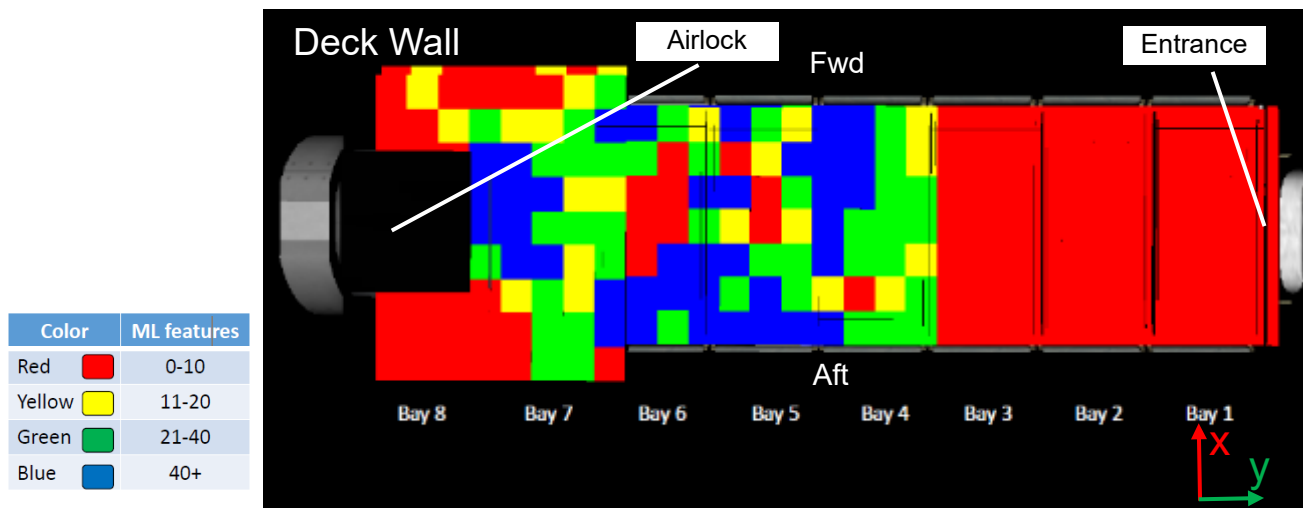 Deck Wall
Airlock
Fwd
Entrance
Color ML features
Red 0-10
Yellow 11-20
Green 21-40
Blue 40+
Aft
Bay 8 Bay 7 Bay 6 Bay 5 Bay 4 Bay 3 Bay 2 Bay 1
x
y